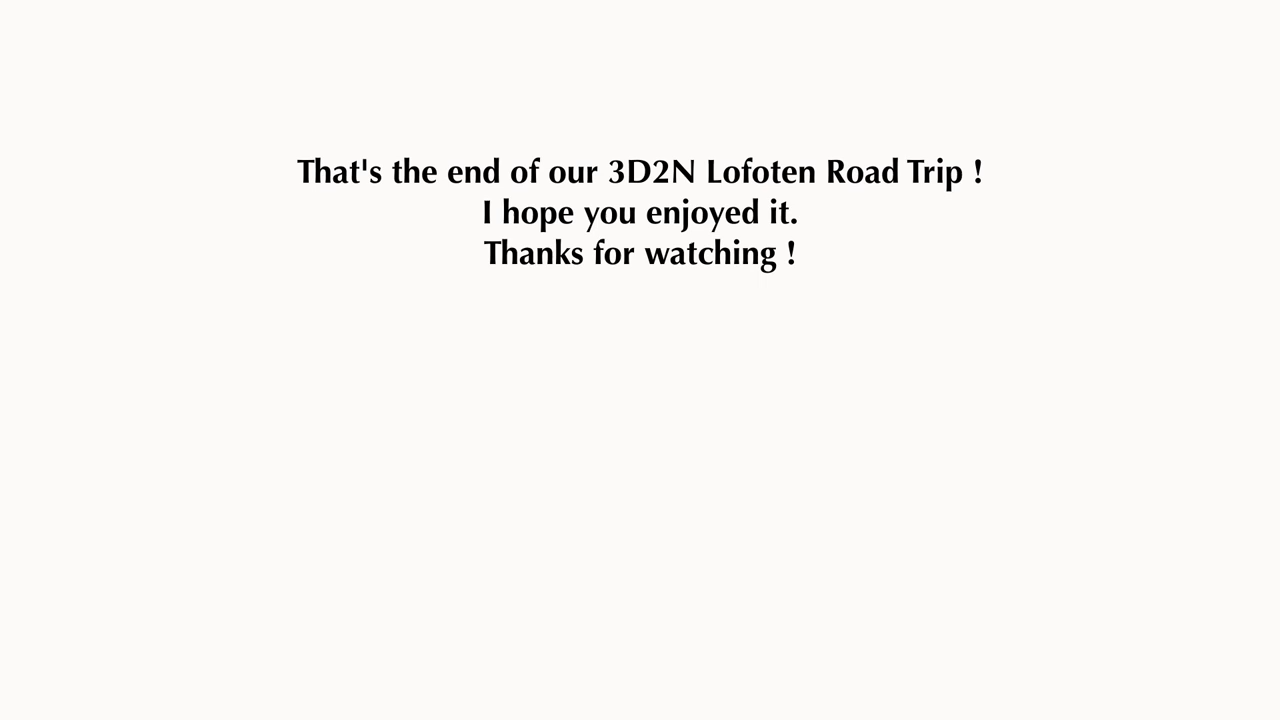 That's the end of our 3D2N Lofoten Road Trip !
I hope you enjoyed it.
Thanks for watching !